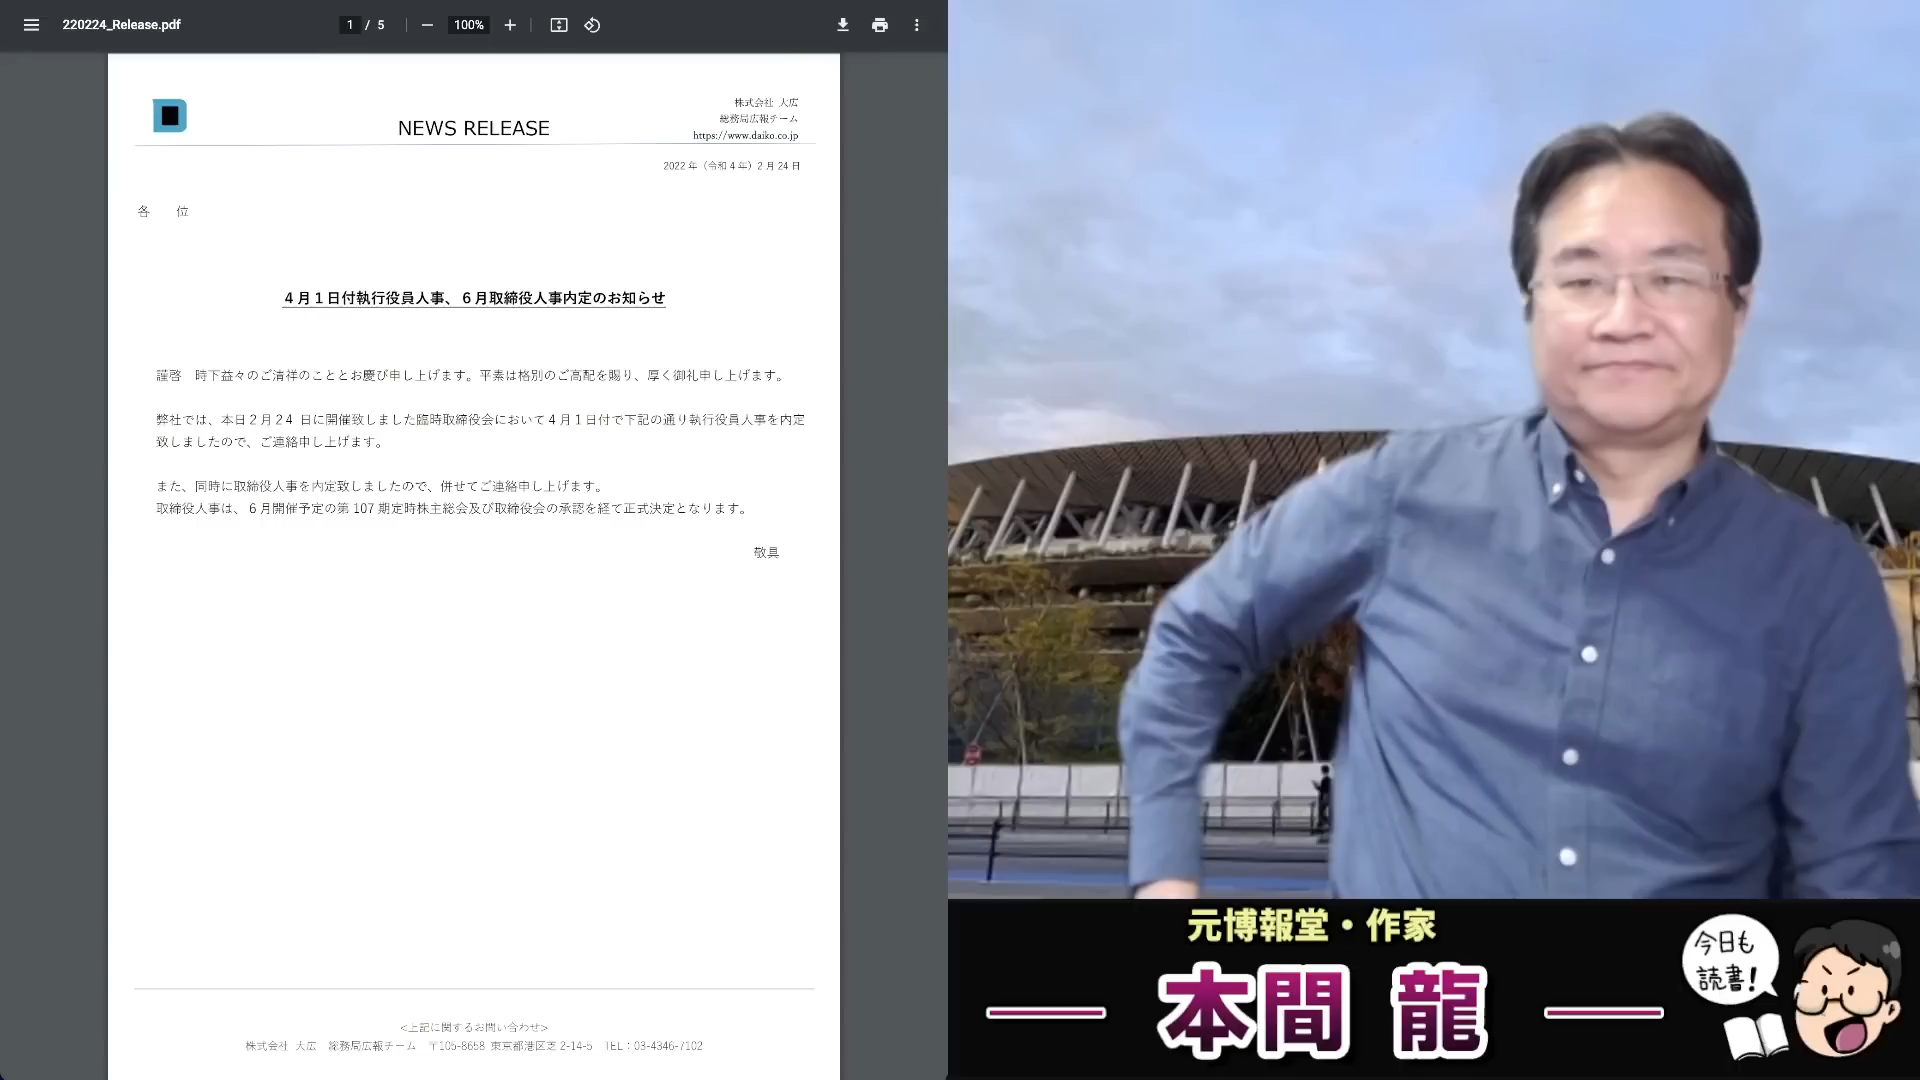 220224_Release.pdf
1 / 5
100%
株式会社 大広
総務局広報チーム
NEWS RELEASE
https://www.daiko.co.jp
2022 年（令和 4 年）2 月 24 日
各　位
４月１日付執行役員人事、６月取締役人事内定のお知らせ
謹啓　時下益々のご清祥のこととお慶び申し上げます。平素は格別のご高配を賜り、厚く御礼申し上げます。
弊社では、本日２月２４ 日に開催致しました臨時取締役会において４月１日付で下記の通り執行役員人事を内定
致しましたので、ご連絡申し上げます。
また、同時に取締役人事を内定致しましたので、併せてご連絡申し上げます。
取締役人事は、６月開催予定の第 107 期定時株主総会及び取締役会の承認を経て正式決定となります。
敬具
<上記に関するお問い合わせ>
株式会社 大広　総務局広報チーム　〒105-8658 東京都港区芝 2-14-5　TEL：03-4346-7102
元博報堂・作家
本間 龍
今日も
読書！